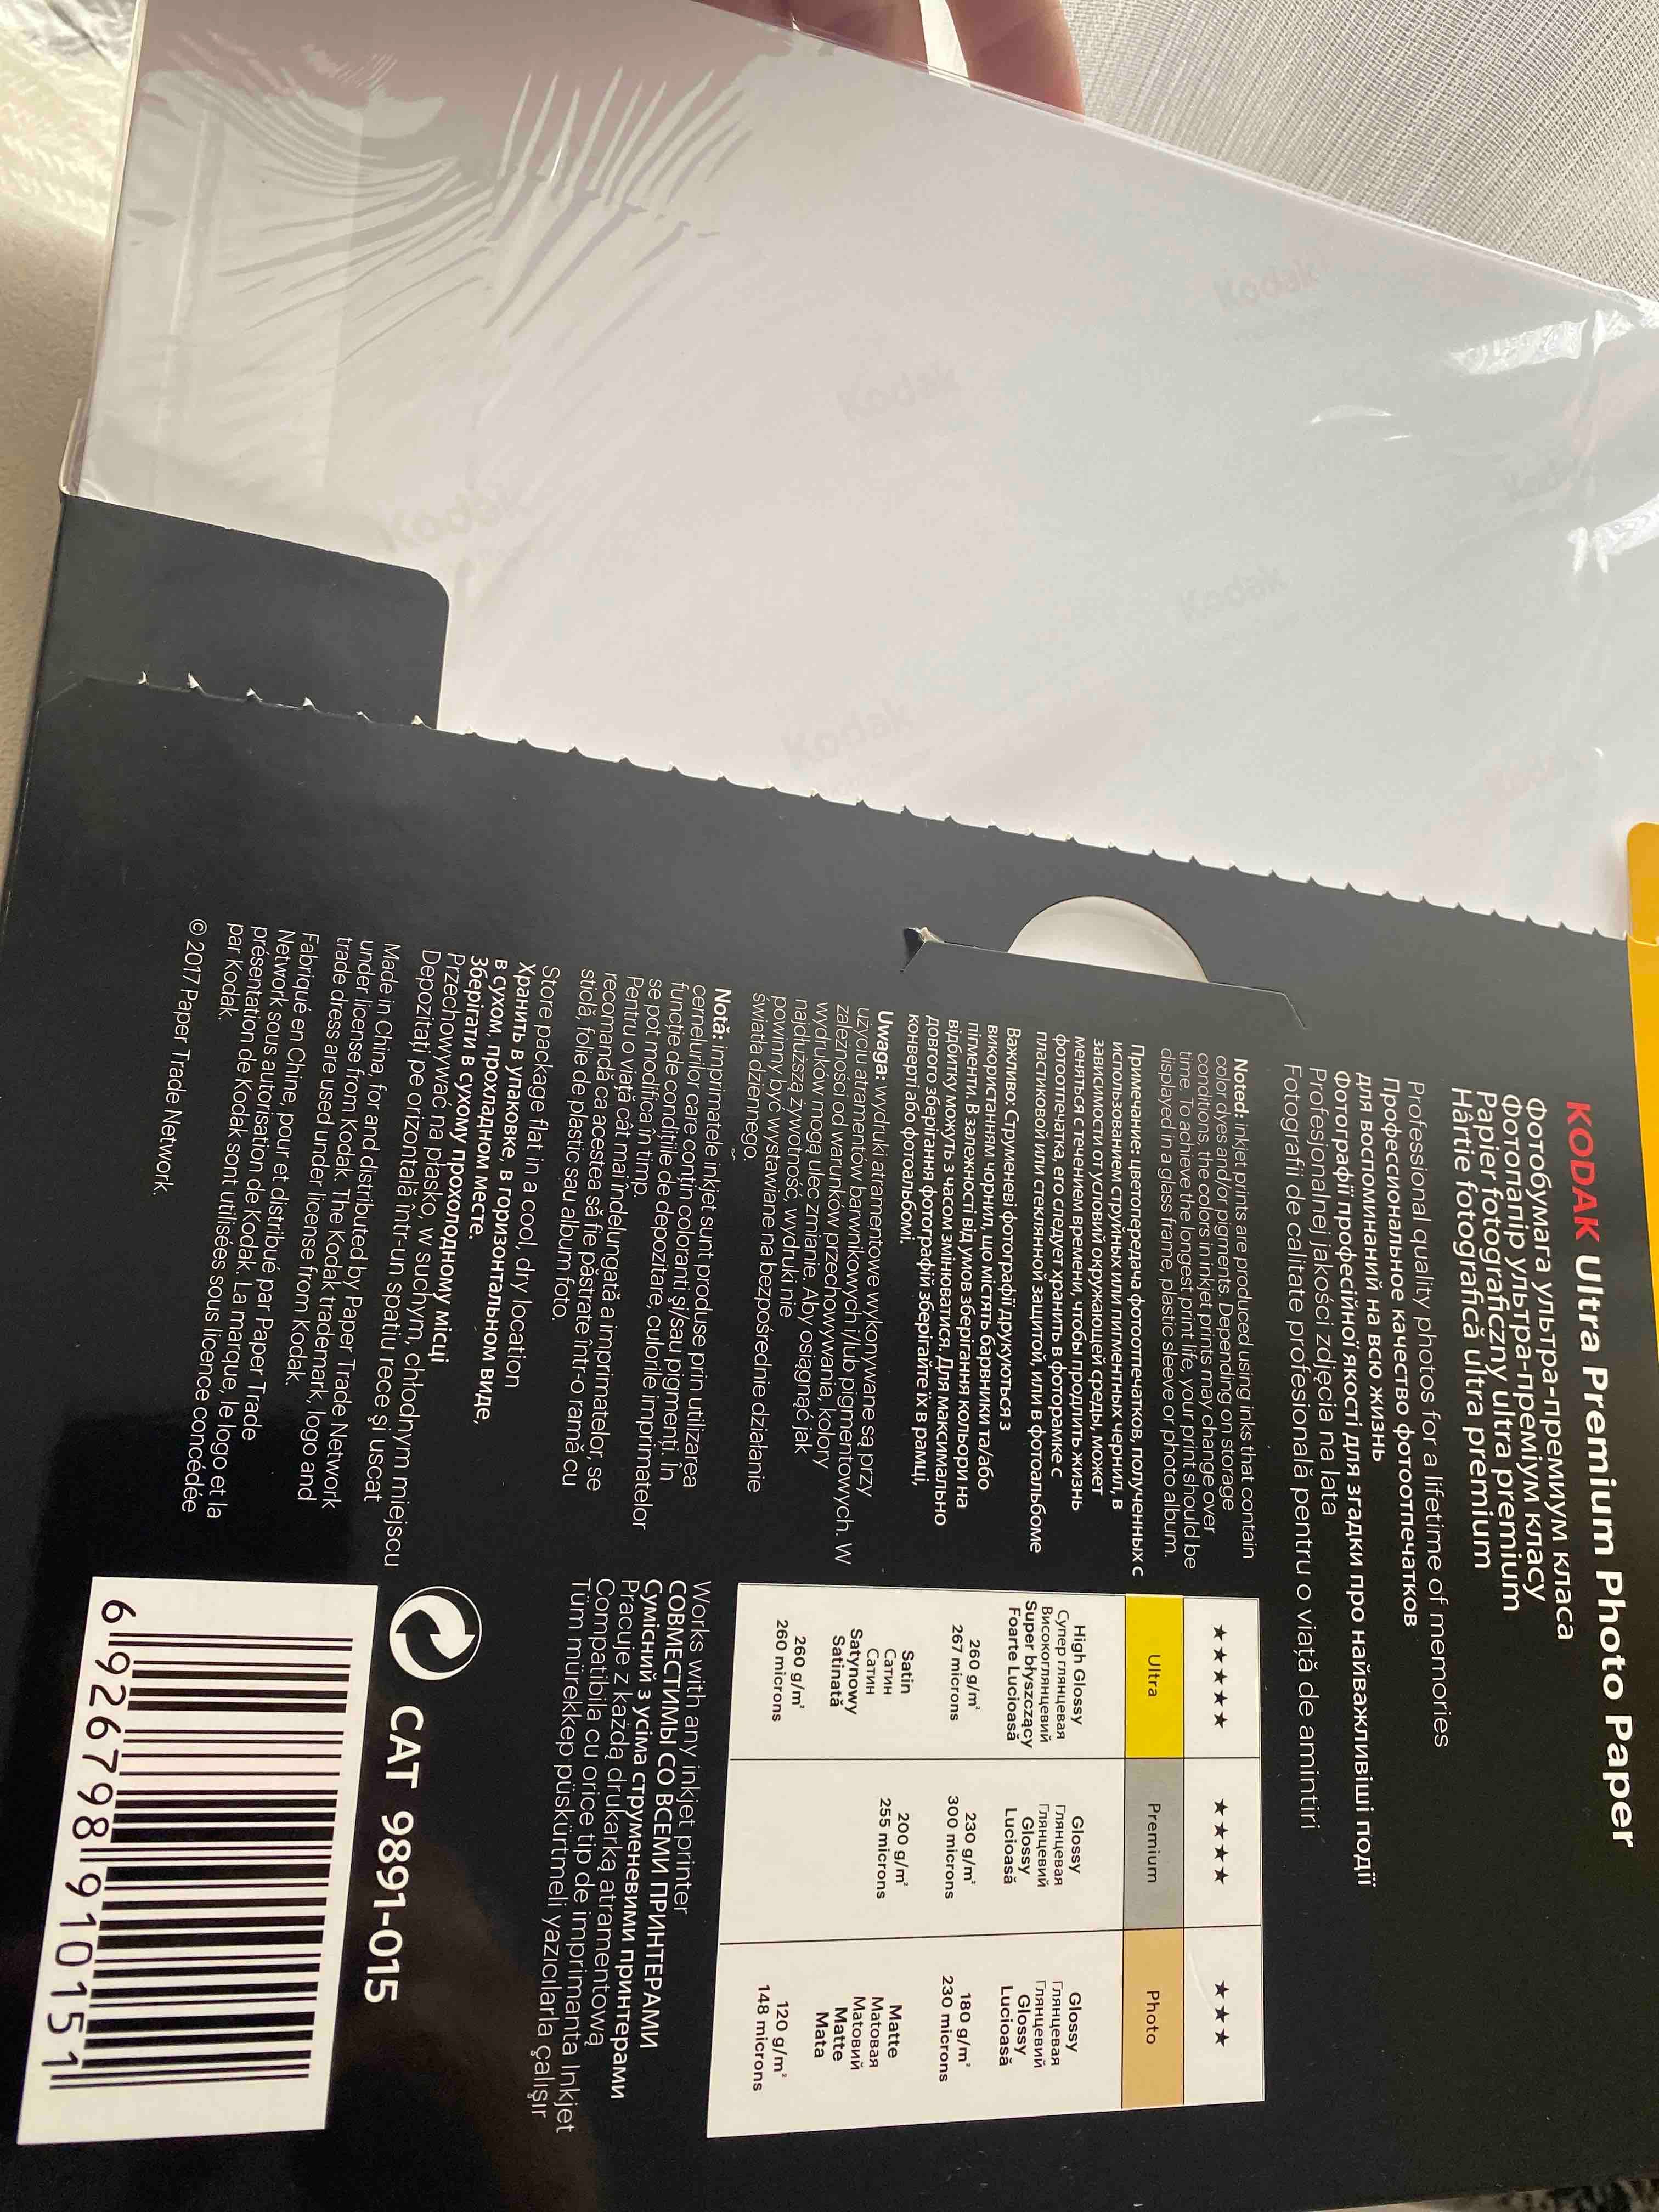 KODAK Ultra Premium Photo Paper
Фотобумага ультра-премиум класса
Фотопапір ультра-преміум класу
Papier fotograficzny ultra premium
Hârtie fotografică ultra premium
Professional quality photos for a lifetime of memories
Профессиональное качество фотоотпечатков
для воспоминаний на всю жизнь
Фотографії професійної якості для згадки про найважливіші події
Profesjonalnej jakości zdjęcia na lata
Fotografii de calitate profesională pentru o viață de amintiri
Noted: inkjet prints are produced using inks that contain
color dyes and/or pigments. Depending on storage
conditions, the colors in inkjet prints may change over
time. To achieve the longest print life, your print should be
displayed in a glass frame, plastic sleeve or photo album.
Примечание: цветопередача фотоотпечатков, полученных с
использованием струйных или пигментных чернил, в
зависимости от условий окружающей среды, может
меняться с течением времени, чтобы продлить жизнь
фотоотпечатка, его следует хранить в фоторамке с
пластиковой или стеклянной защитой, или в фотоальбоме
Важливо: Струменеві фотографії друкуються з
використанням чорнил, що містять барвники та/або
пігменти. В залежності від умов зберігання кольори на
відбитку можуть з часом змінюватися. Для максимально
довгого зберігання фотографій зберігайте їх в рамці,
конверті або фотоальбомі.
Uwaga: wydruki atramentowe wykonywane są przy
użyciu atramentów barwnikowych i/lub pigmentowych. W
zależności od warunków przechowywania, kolory
wydruków mogą ulec zmianie. Aby osiągnąć jak
najdłuższą żywotność, wydruki nie
powinny być wystawiane na bezpośrednie działanie
światła dziennego.
Notă: imprimatele inkjet sunt produse prin utilizarea
cernelurilor care conțin coloranti și/sau pigmenți. În
funcție de condițiile de depozitare, culorile imprimatelor
se pot modifica în timp.
Pentru o viață cât mai îndelungată a imprimatelor, se
recomandă ca acestea să fie păstrate într-o ramă cu
sticlă, folie de plastic sau album foto.
Store package flat in a cool, dry location
Хранить в упаковке, в горизонтальном виде,
в сухом, прохладном месте.
Зберігати в сухому прохолодному місці
Przechowywać na płasko, w suchym, chłodnym miejscu
Depozitați pe orizontală într-un spatiu rece și uscat
Made in China, for and distributed by Paper Trade Network
under license from Kodak. The Kodak trademark, logo and
trade dress are used under license from Kodak.
Fabriqué en Chine, pour et distribué par Paper Trade
Network sous autorisation de Kodak. La marque, le logo et la
présentation de Kodak sont utilisées sous licence concédée
par Kodak.
© 2017 Paper Trade Network.
★★★★★ ★★★★ ★★★
Ultra Premium Photo
High Glossy Glossy Glossy
Супер глянцевая Глянцевая Глянцевая
Високоглянцевий Глянцевий Глянцевий
Super błyszczący Glossy Glossy
Foarte Lucioasă Lucioasă Lucioasă
260 g/m² 230 g/m² 180 g/m²
267 microns 300 microns 230 microns
Satin 200 g/m² Matte
Сатин 255 microns Матовая
Сатин Матовий
Satynowy Matte
Satinată Mata
260 g/m² 120 g/m²
260 microns 148 microns
Works with any inkjet printer
СОВМЕСТИМЫ СО ВСЕМИ ПРИНТЕРАМИ
Сумісний з усіма струменевими принтерами
Pracuje z każdą drukarką atramentową
Compatibila cu orice tip de imprimanta Inkjet
Tüm mürekkep püskürtmeli yazıcılarla çalışır
CAT 9891-015
6 926798 910151
Kodak
Kodak
Kodak
Kodak
Kodak
Kodak
Kodak